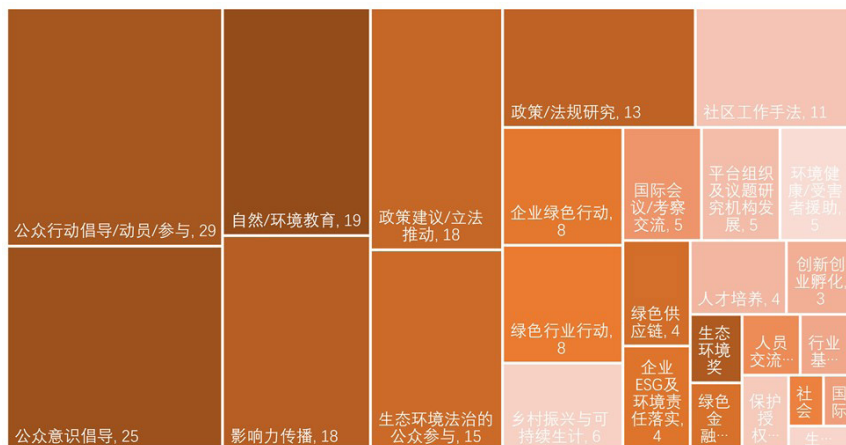 公众行动倡导/动员/参与, 29
公众意识倡导, 25
自然/环境教育, 19
影响力传播, 18
政策建议/立法
推动, 18
生态环境法治的
公众参与, 15
政策/法规研究, 13
社区工作手法, 11
企业绿色行动,
8
绿色行业行动,
8
乡村振兴与可
持续生计, 6
国际会
议/考察
交流, 5
平台组织
及议题研
究机构发
展, 5
环境健
康/受害
者援助,
5
绿色供
应链, 4
企业
ESG及
环境责
任落实,
4
人才培养, 4
创新创
业孵化,
3
生态
环境
奖
绿色
金融
…
人员
交流…
行业
基…
保护
授权
…
社会
国际
生…